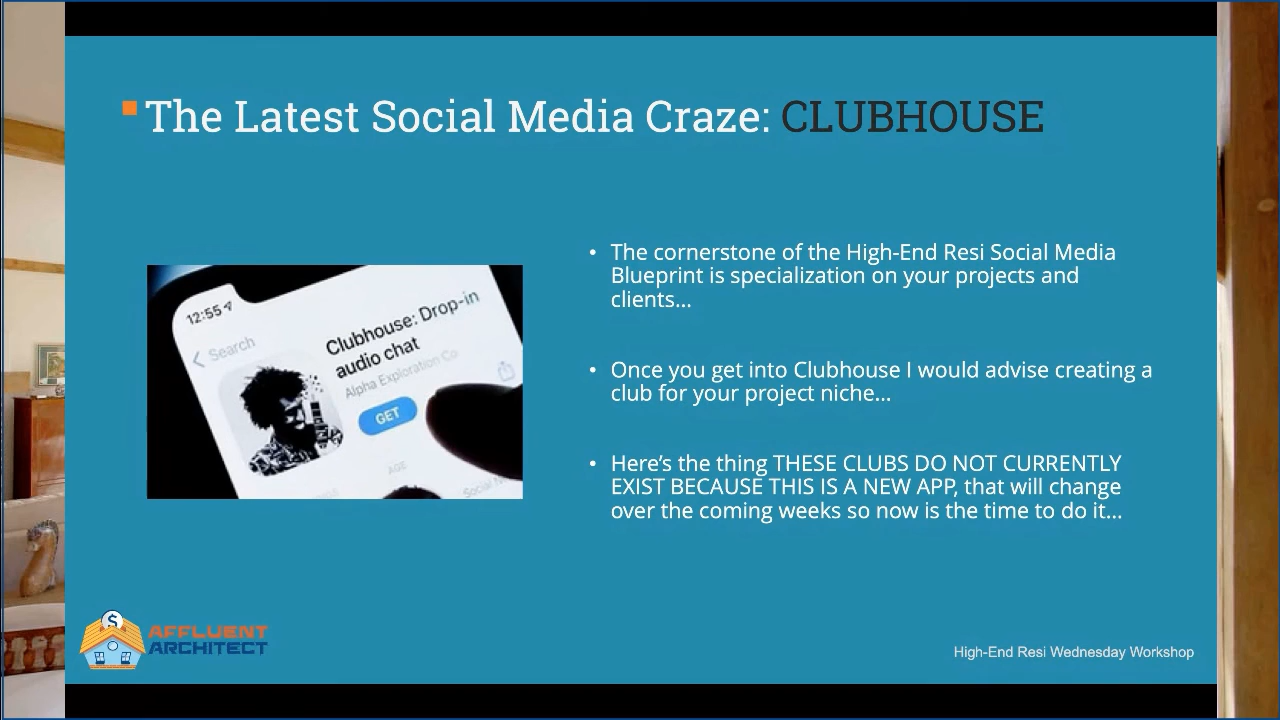 The Latest Social Media Craze: CLUBHOUSE
12:55
Search
Clubhouse: Drop-in
audio chat
Alpha Exploration Co
GET
AGE
• The cornerstone of the High-End Resi Social Media
Blueprint is specialization on your projects and
clients...
• Once you get into Clubhouse I would advise creating a
club for your project niche...
• Here’s the thing THESE CLUBS DO NOT CURRENTLY
EXIST BECAUSE THIS IS A NEW APP, that will change
over the coming weeks so now is the time to do it...
AFFLUENT
ARCHITECT
High-End Resi Wednesday Workshop